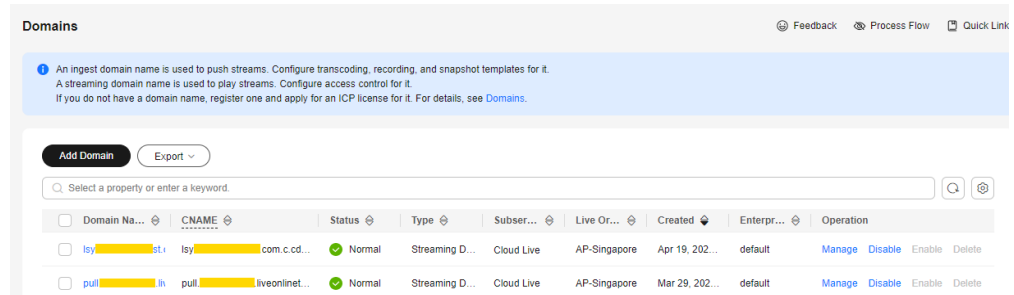 Domains
Feedback Process Flow Quick Link
An ingest domain name is used to push streams. Configure transcoding, recording, and snapshot templates for it.
A streaming domain name is used to play streams. Configure access control for it.
If you do not have a domain name, register one and apply for an ICP license for it. For details, see Domains.
Add Domain Export
Select a property or enter a keyword.
Domain Na... CNAME Status Type Subser... Live Or... Created Enterpr... Operation
lsy st.c lsy .com.c.cd... Normal Streaming D... Cloud Live AP-Singapore Apr 19, 202... default Manage Disable Enable Delete
pull. .liv pull. .liveonlinet... Normal Streaming D... Cloud Live AP-Singapore Mar 29, 202... default Manage Disable Enable Delete